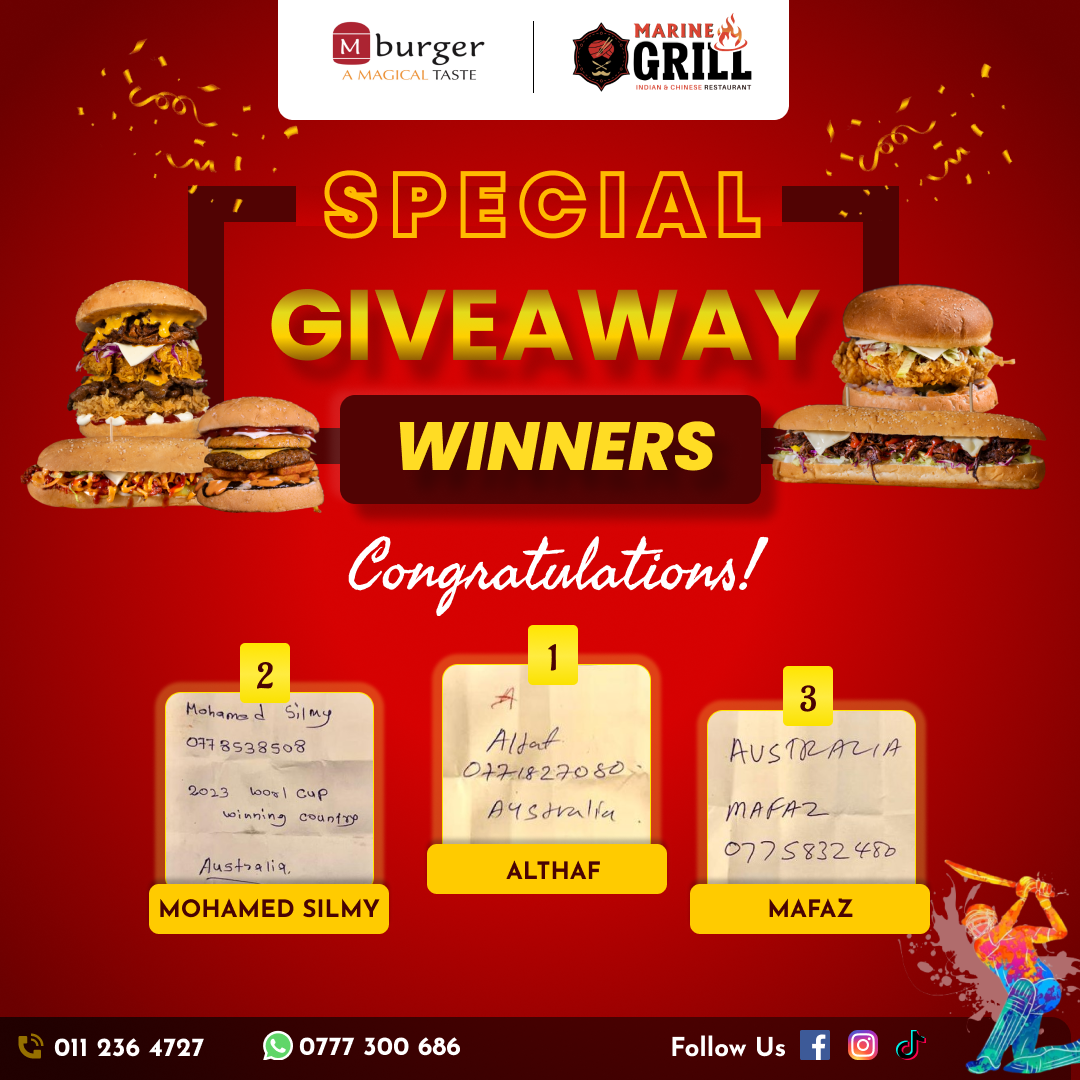 M burger
A MAGICAL TASTE
MARINE
GRILL
INDIAN & CHINESE RESTAURANT
SPECIAL
GIVEAWAY
WINNERS
Congratulations!
2
Mohamed Silmy
0778538508
2023 worl cup
winning country
Australia.
MOHAMED SILMY
1
A
Altaf
0771827080
Australia
ALTHAF
3
AUSTRALIA
MAFAZ
0775832480
MAFAZ
011 236 4727
0777 300 686
Follow Us